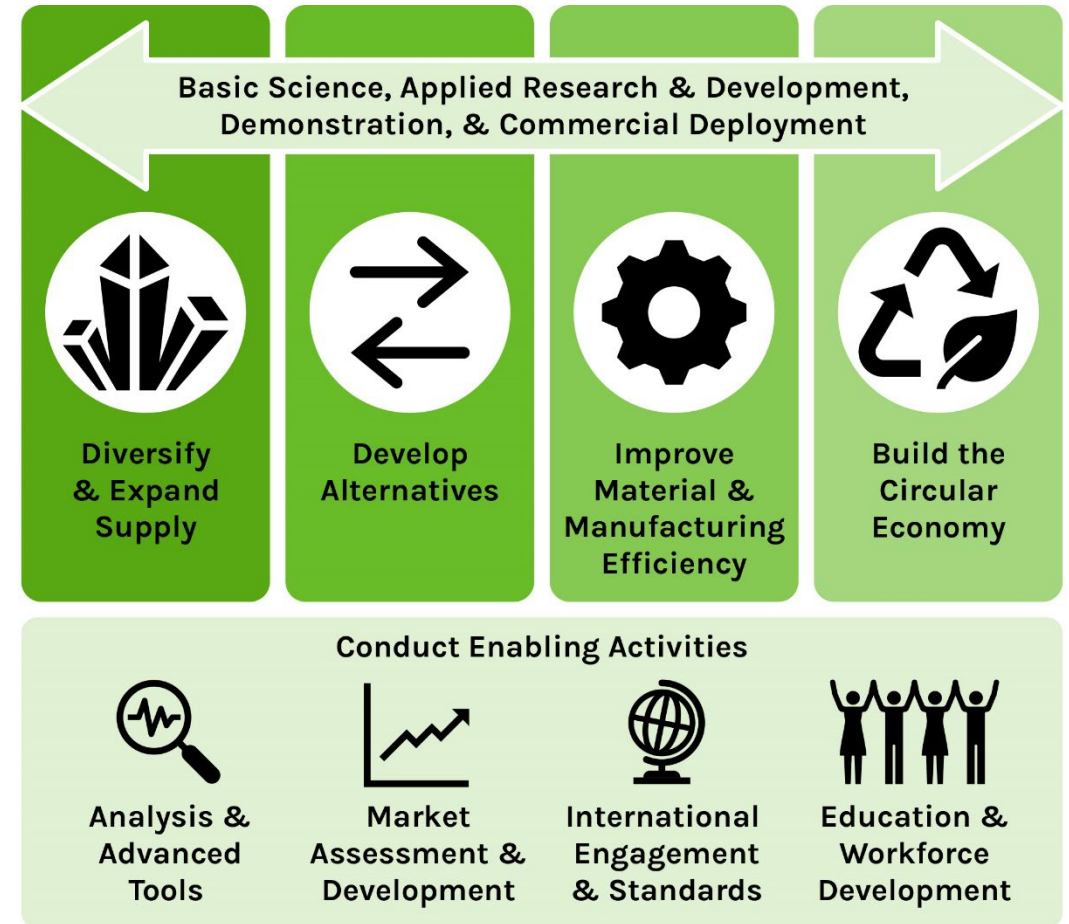 Basic Science, Applied Research & Development,
Demonstration, & Commercial Deployment
Diversify
& Expand
Supply
Develop
Alternatives
Improve
Material &
Manufacturing
Efficiency
Build the
Circular
Economy
Conduct Enabling Activities
Analysis &
Advanced
Tools
Market
Assessment &
Development
International
Engagement
& Standards
Education &
Workforce
Development